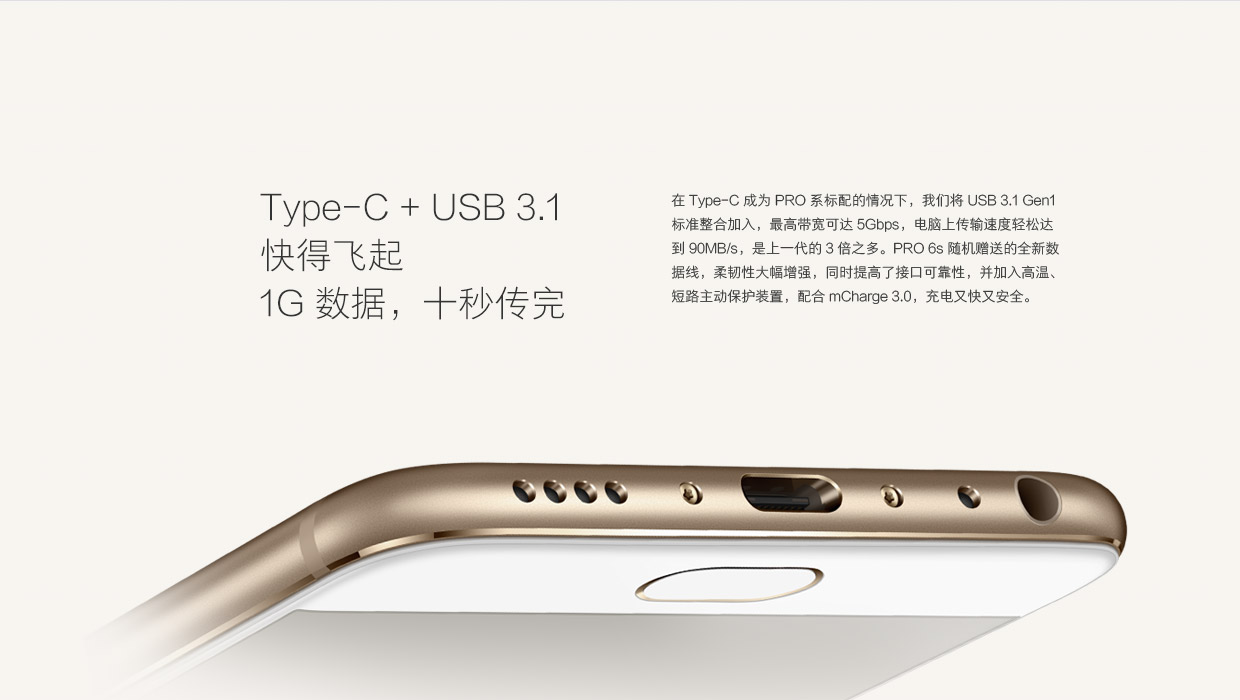 Type-C + USB 3.1
快得飞起
1G 数据，十秒传完
在 Type-C 成为 PRO 系标配的情况下，我们将 USB 3.1 Gen1
标准整合加入，最高带宽可达 5Gbps，电脑上传输速度轻松达
到 90MB/s，是上一代的 3 倍之多。PRO 6s 随机赠送的全新数
据线，柔韧性大幅增强，同时提高了接口可靠性，并加入高温、
短路主动保护装置，配合 mCharge 3.0，充电又快又安全。